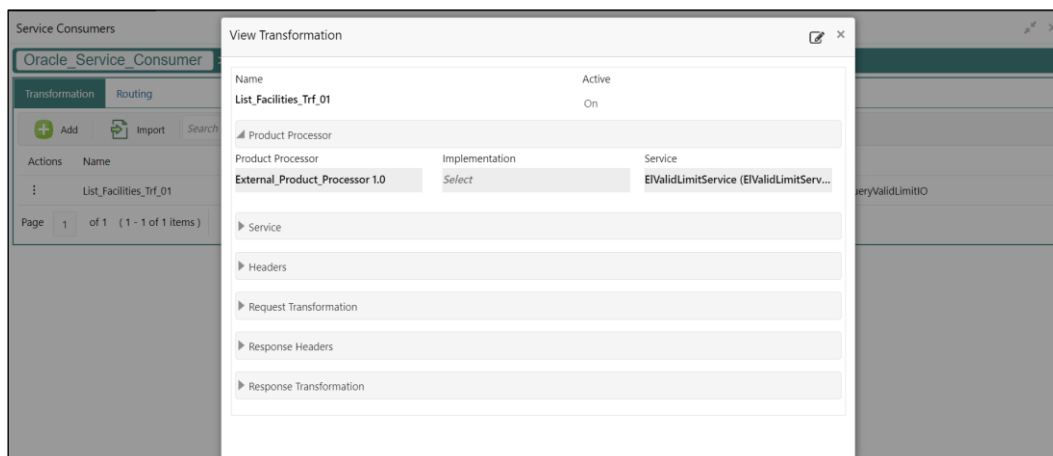 Service Consumers
Oracle_Service_Consumer >
Transformation Routing
Add Import Search
Actions Name
List_Facilities_Trf_01
Page 1 of 1 ( 1 - 1 of 1 items )
View Transformation
Name Active
List_Facilities_Trf_01 On
Product Processor
Product Processor Implementation Service
External_Product_Processor 1.0 Select ElValidLimitService (ElValidLimitServ...
Service
Headers
Request Transformation
Response Headers
Response Transformation